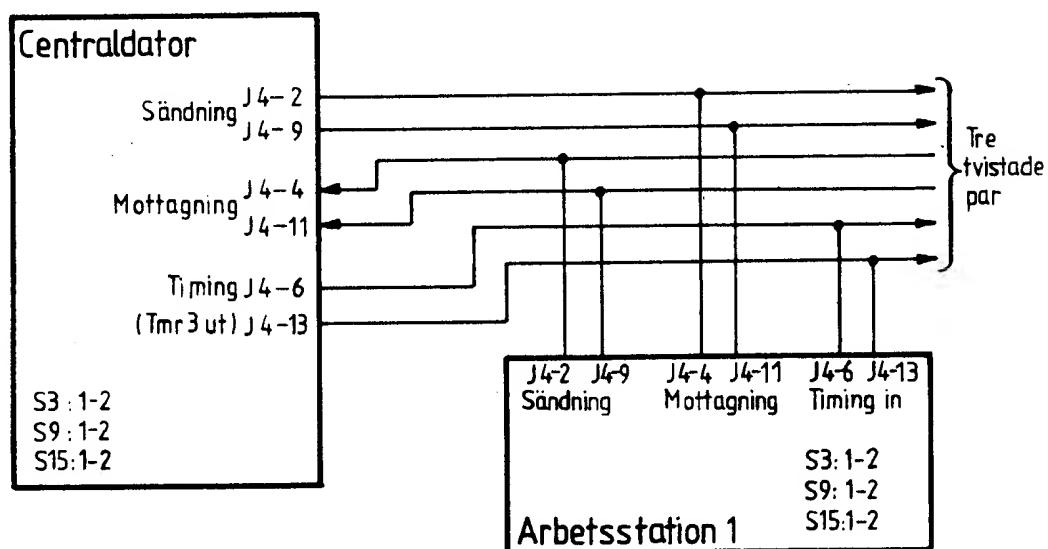 Centraldator
Sändning J4-2
J4-9
Mottagning J4-4
J4-11
Timing J4-6
(Tmr3 ut) J4-13
S3: 1-2
S9: 1-2
S15: 1-2
Tre
tvistade
par
J4-2 J4-9 J4-4 J4-11 J4-6 J4-13
Sändning Mottagning Timing in
S3: 1-2
S9: 1-2
S15: 1-2
Arbetsstation 1